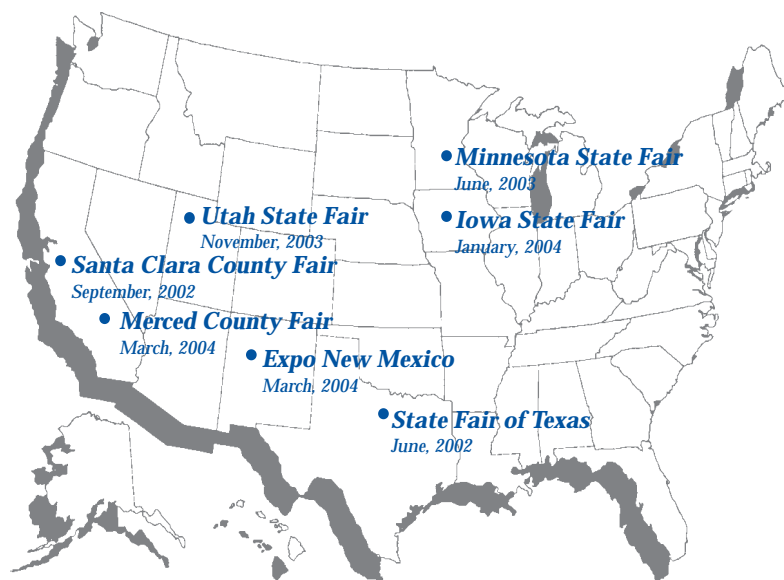 Minnesota State Fair
June, 2003
Utah State Fair
November, 2003
Iowa State Fair
January, 2004
Santa Clara County Fair
September, 2002
Merced County Fair
March, 2004
Expo New Mexico
March, 2004
State Fair of Texas
June, 2002